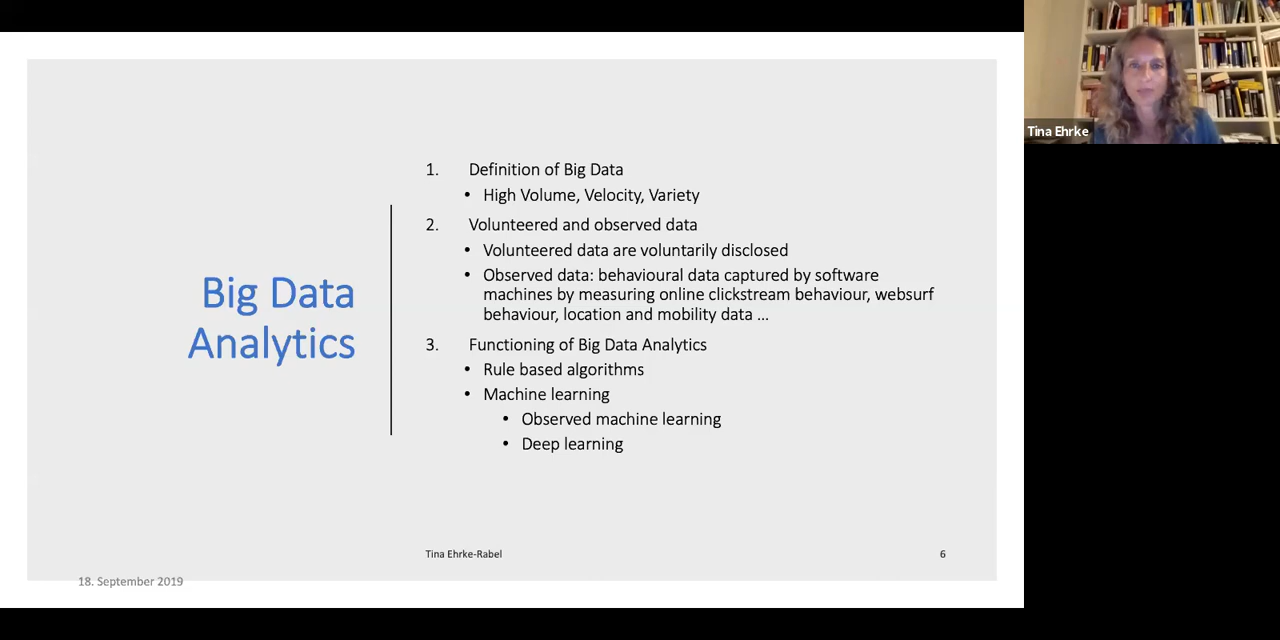 Tina Ehrke
Big Data
Analytics
1. Definition of Big Data
• High Volume, Velocity, Variety
2. Volunteered and observed data
• Volunteered data are voluntarily disclosed
• Observed data: behavioural data captured by software
machines by measuring online clickstream behaviour, websurf
behaviour, location and mobility data ...
3. Functioning of Big Data Analytics
• Rule based algorithms
• Machine learning
• Observed machine learning
• Deep learning
Tina Ehrke-Rabel
6
18. September 2019